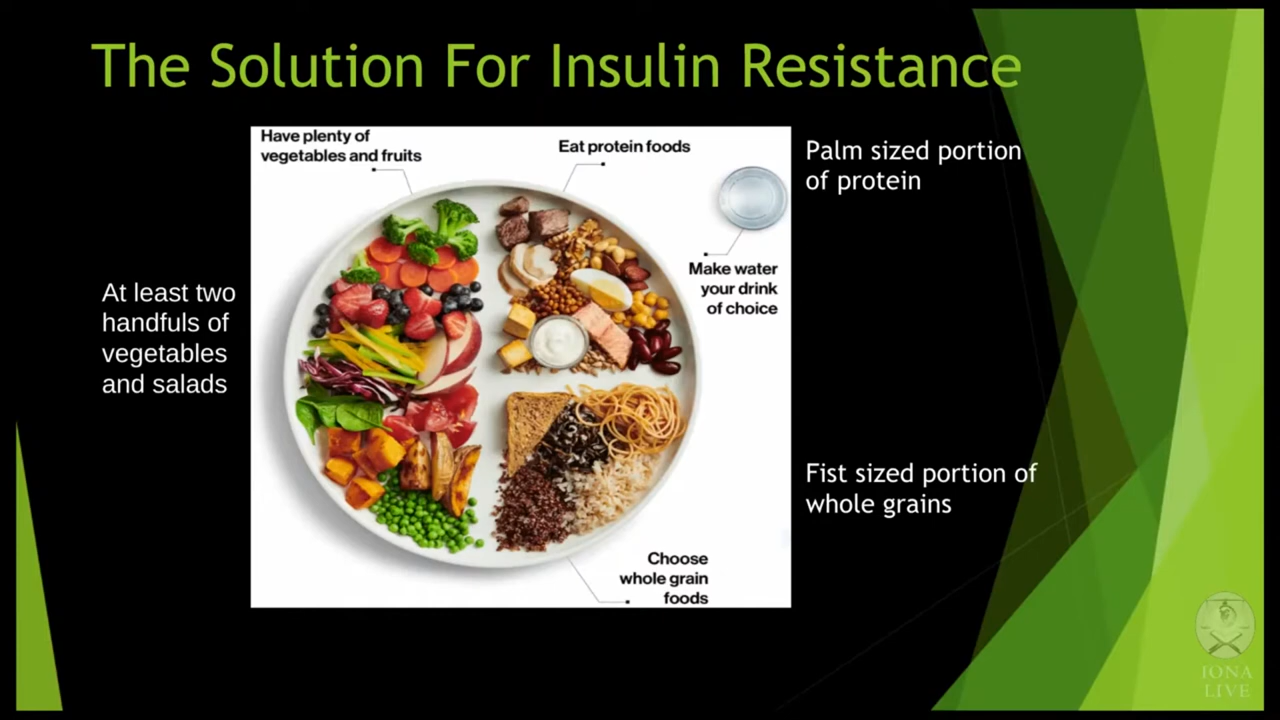 The Solution For Insulin Resistance
Have plenty of
vegetables and fruits
Eat protein foods
Make water
your drink
of choice
Choose
whole grain
foods
At least two
handfuls of
vegetables
and salads
Palm sized portion
of protein
Fist sized portion of
whole grains
IONA
LIVE